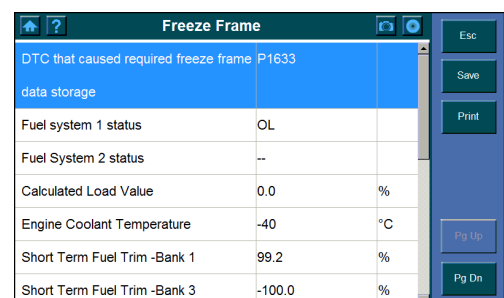 ? Freeze Frame
DTC that caused required freeze frame P1633
data storage
Fuel system 1 status OL
Fuel System 2 status --
Calculated Load Value 0.0 %
Engine Coolant Temperature -40 °C
Short Term Fuel Trim -Bank 1 99.2 %
Short Term Fuel Trim -Bank 3 -100.0 %
Esc
Save
Print
Pg Up
Pg Dn